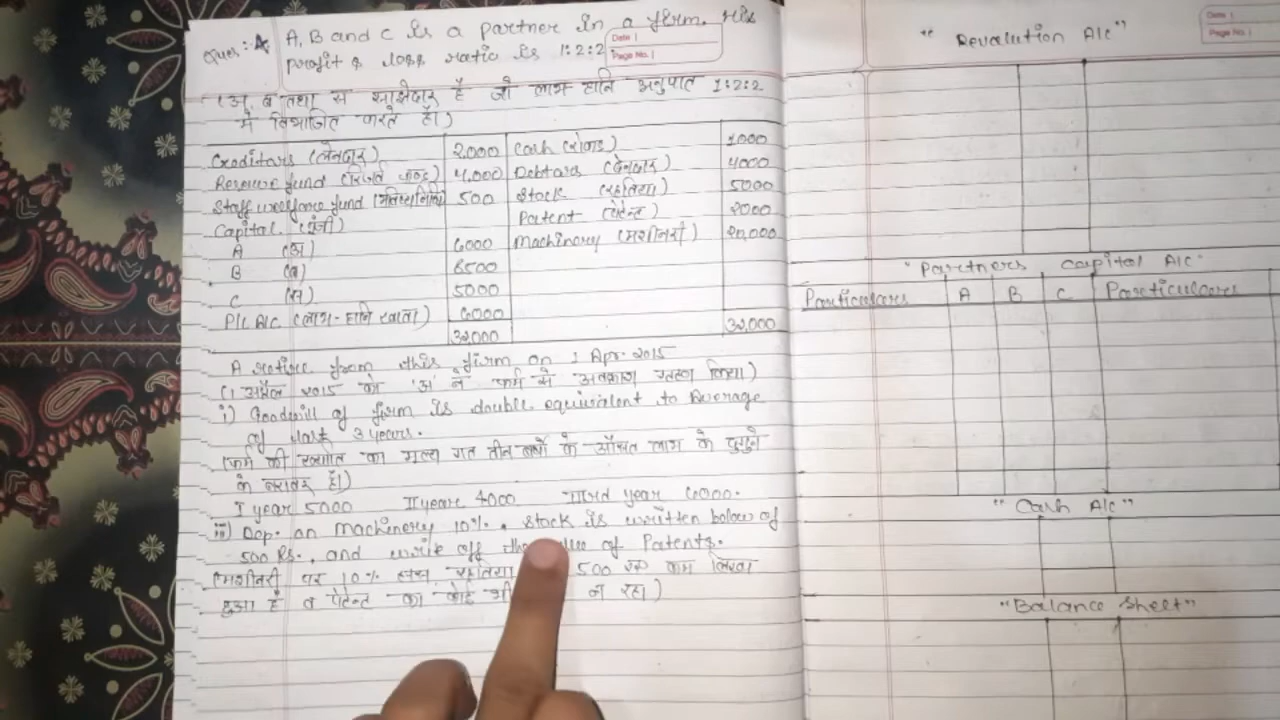 Ques:- A, B and C is a partner in a firm. His
profit & loss ratio is 1:2:2
Date |
Page No. |
(अ, ब तथा स साझेदार है जो लाभ हानि अनुपात 1:2:2
में विभाजित करते है।)
Creditors (लेनदार) 2000 Cash (रोकड़) 1000
Reserve fund (रिजर्व फण्ड) 4,000 Debtors (देनदार) 4000
Staff welfare fund 500 Stock (रहतिया) 5000
Capital (पूंजी) Patent (पेटेन्ट) 2000
A (अ) 6000 Machinery (मशीनरी) 20,000
B (ब) 8500
C (स) 5000
P/L A/C (लाभ-हानि खाता) 6000
32,000 32,000
A retire from this firm on 1 Apr. 2015
(1 अप्रैल 2015 को 'अ' ने फर्म से अवकाश ग्रहण किया)
i) Goodwill of firm is double equivalent to Average
of last 3 years.
(फर्म की ख्याति का मूल्य गत तीन वर्षो के औसत लाभ के दुगुने
के बराबर है।)
I year 5000 II year 4000 year 6000.
ii) Dep. on Machinery 10%. Stock is written below of
500 Rs., and write off the of Patents.
(मशीनरी पर 10% ह्रास, रहतिया 500 रू कम लिखा
हुआ है व पेटेन्ट का कोई भी न रहा)
"Revalution A/c"
Date |
Page No. |
"Partners Capital A/c"
Particulars A B C Particulars
"Cash A/c"
"Balance Sheet"